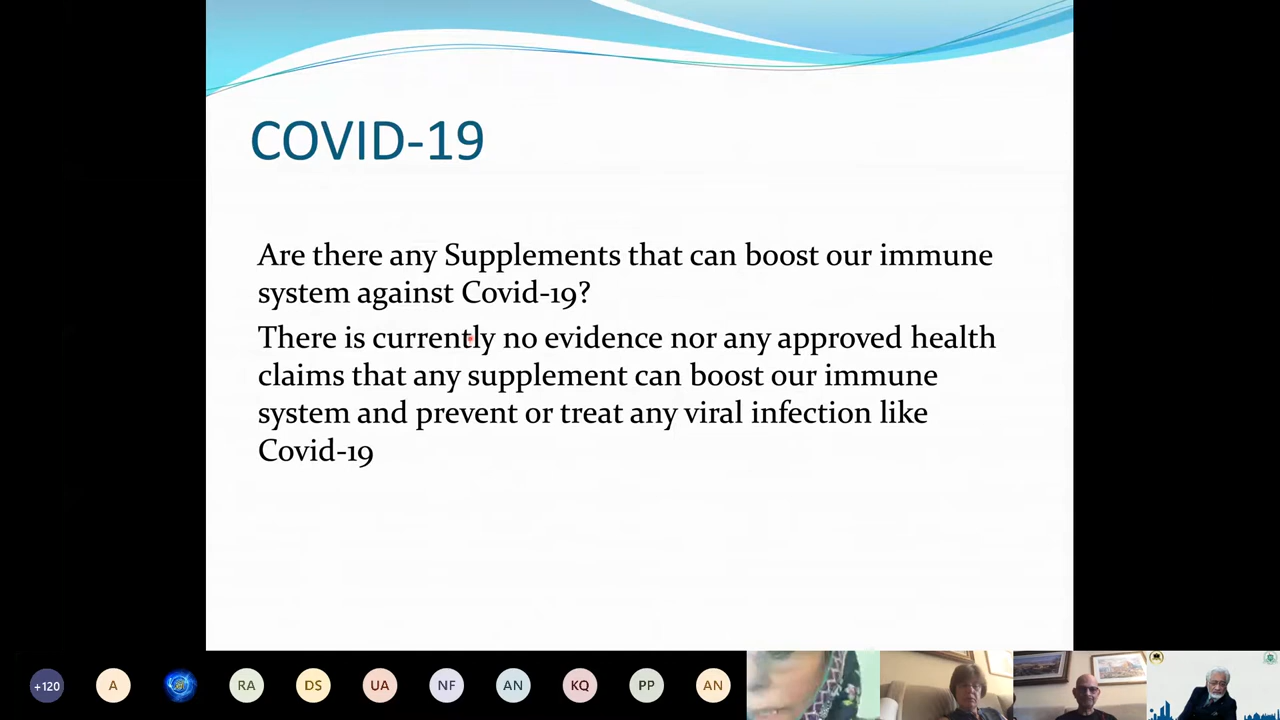 COVID-19
Are there any Supplements that can boost our immune
system against Covid-19?
There is currently no evidence nor any approved health
claims that any supplement can boost our immune
system and prevent or treat any viral infection like
Covid-19
+120
A
RA
DS
UA
NF
AN
KQ
PP
AN